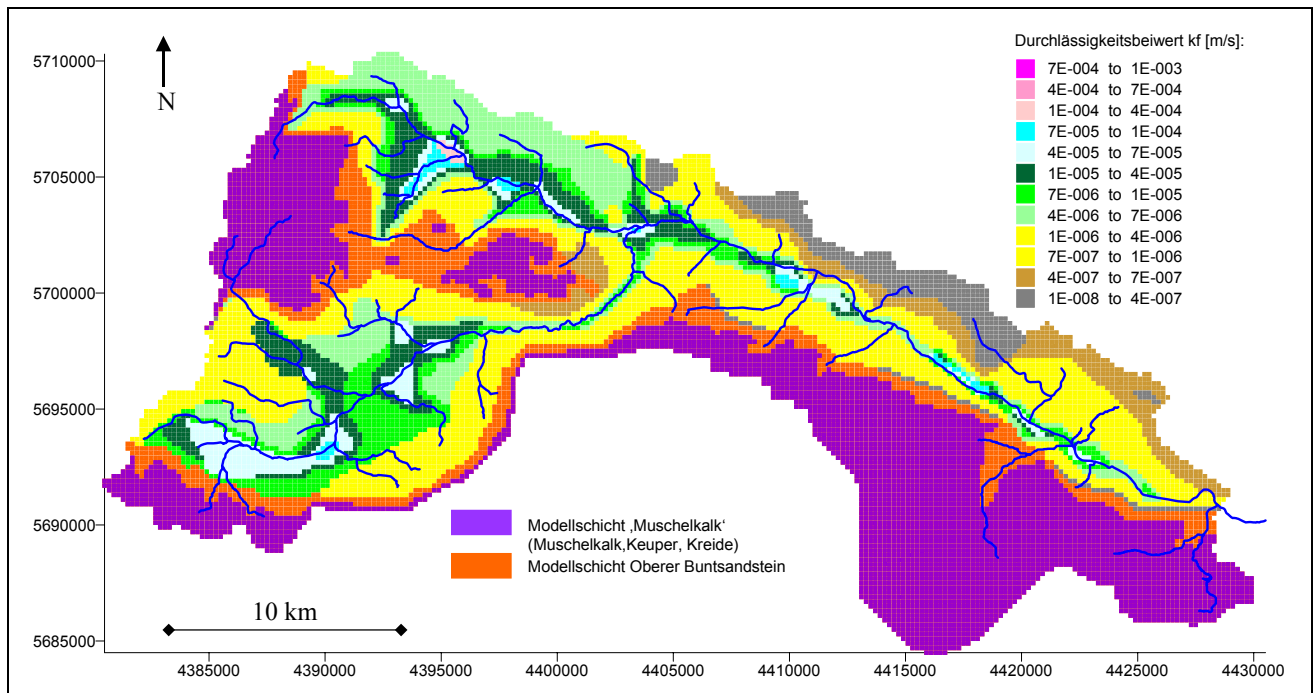 Durchlässigkeitsbeiwert kf [m/s]:
7E-004 to 1E-003
4E-004 to 7E-004
1E-004 to 4E-004
7E-005 to 1E-004
4E-005 to 7E-005
1E-005 to 4E-005
7E-006 to 1E-005
4E-006 to 7E-006
1E-006 to 4E-006
7E-007 to 1E-006
4E-007 to 7E-007
1E-008 to 4E-007
N
5710000
5705000
5700000
5695000
5690000
5685000
Modellschicht ‚Muschelkalk‘
(Muschelkalk,Keuper, Kreide)
Modellschicht Oberer Buntsandstein
10 km
4385000 4390000 4395000 4400000 4405000 4410000 4415000 4420000 4425000 4430000